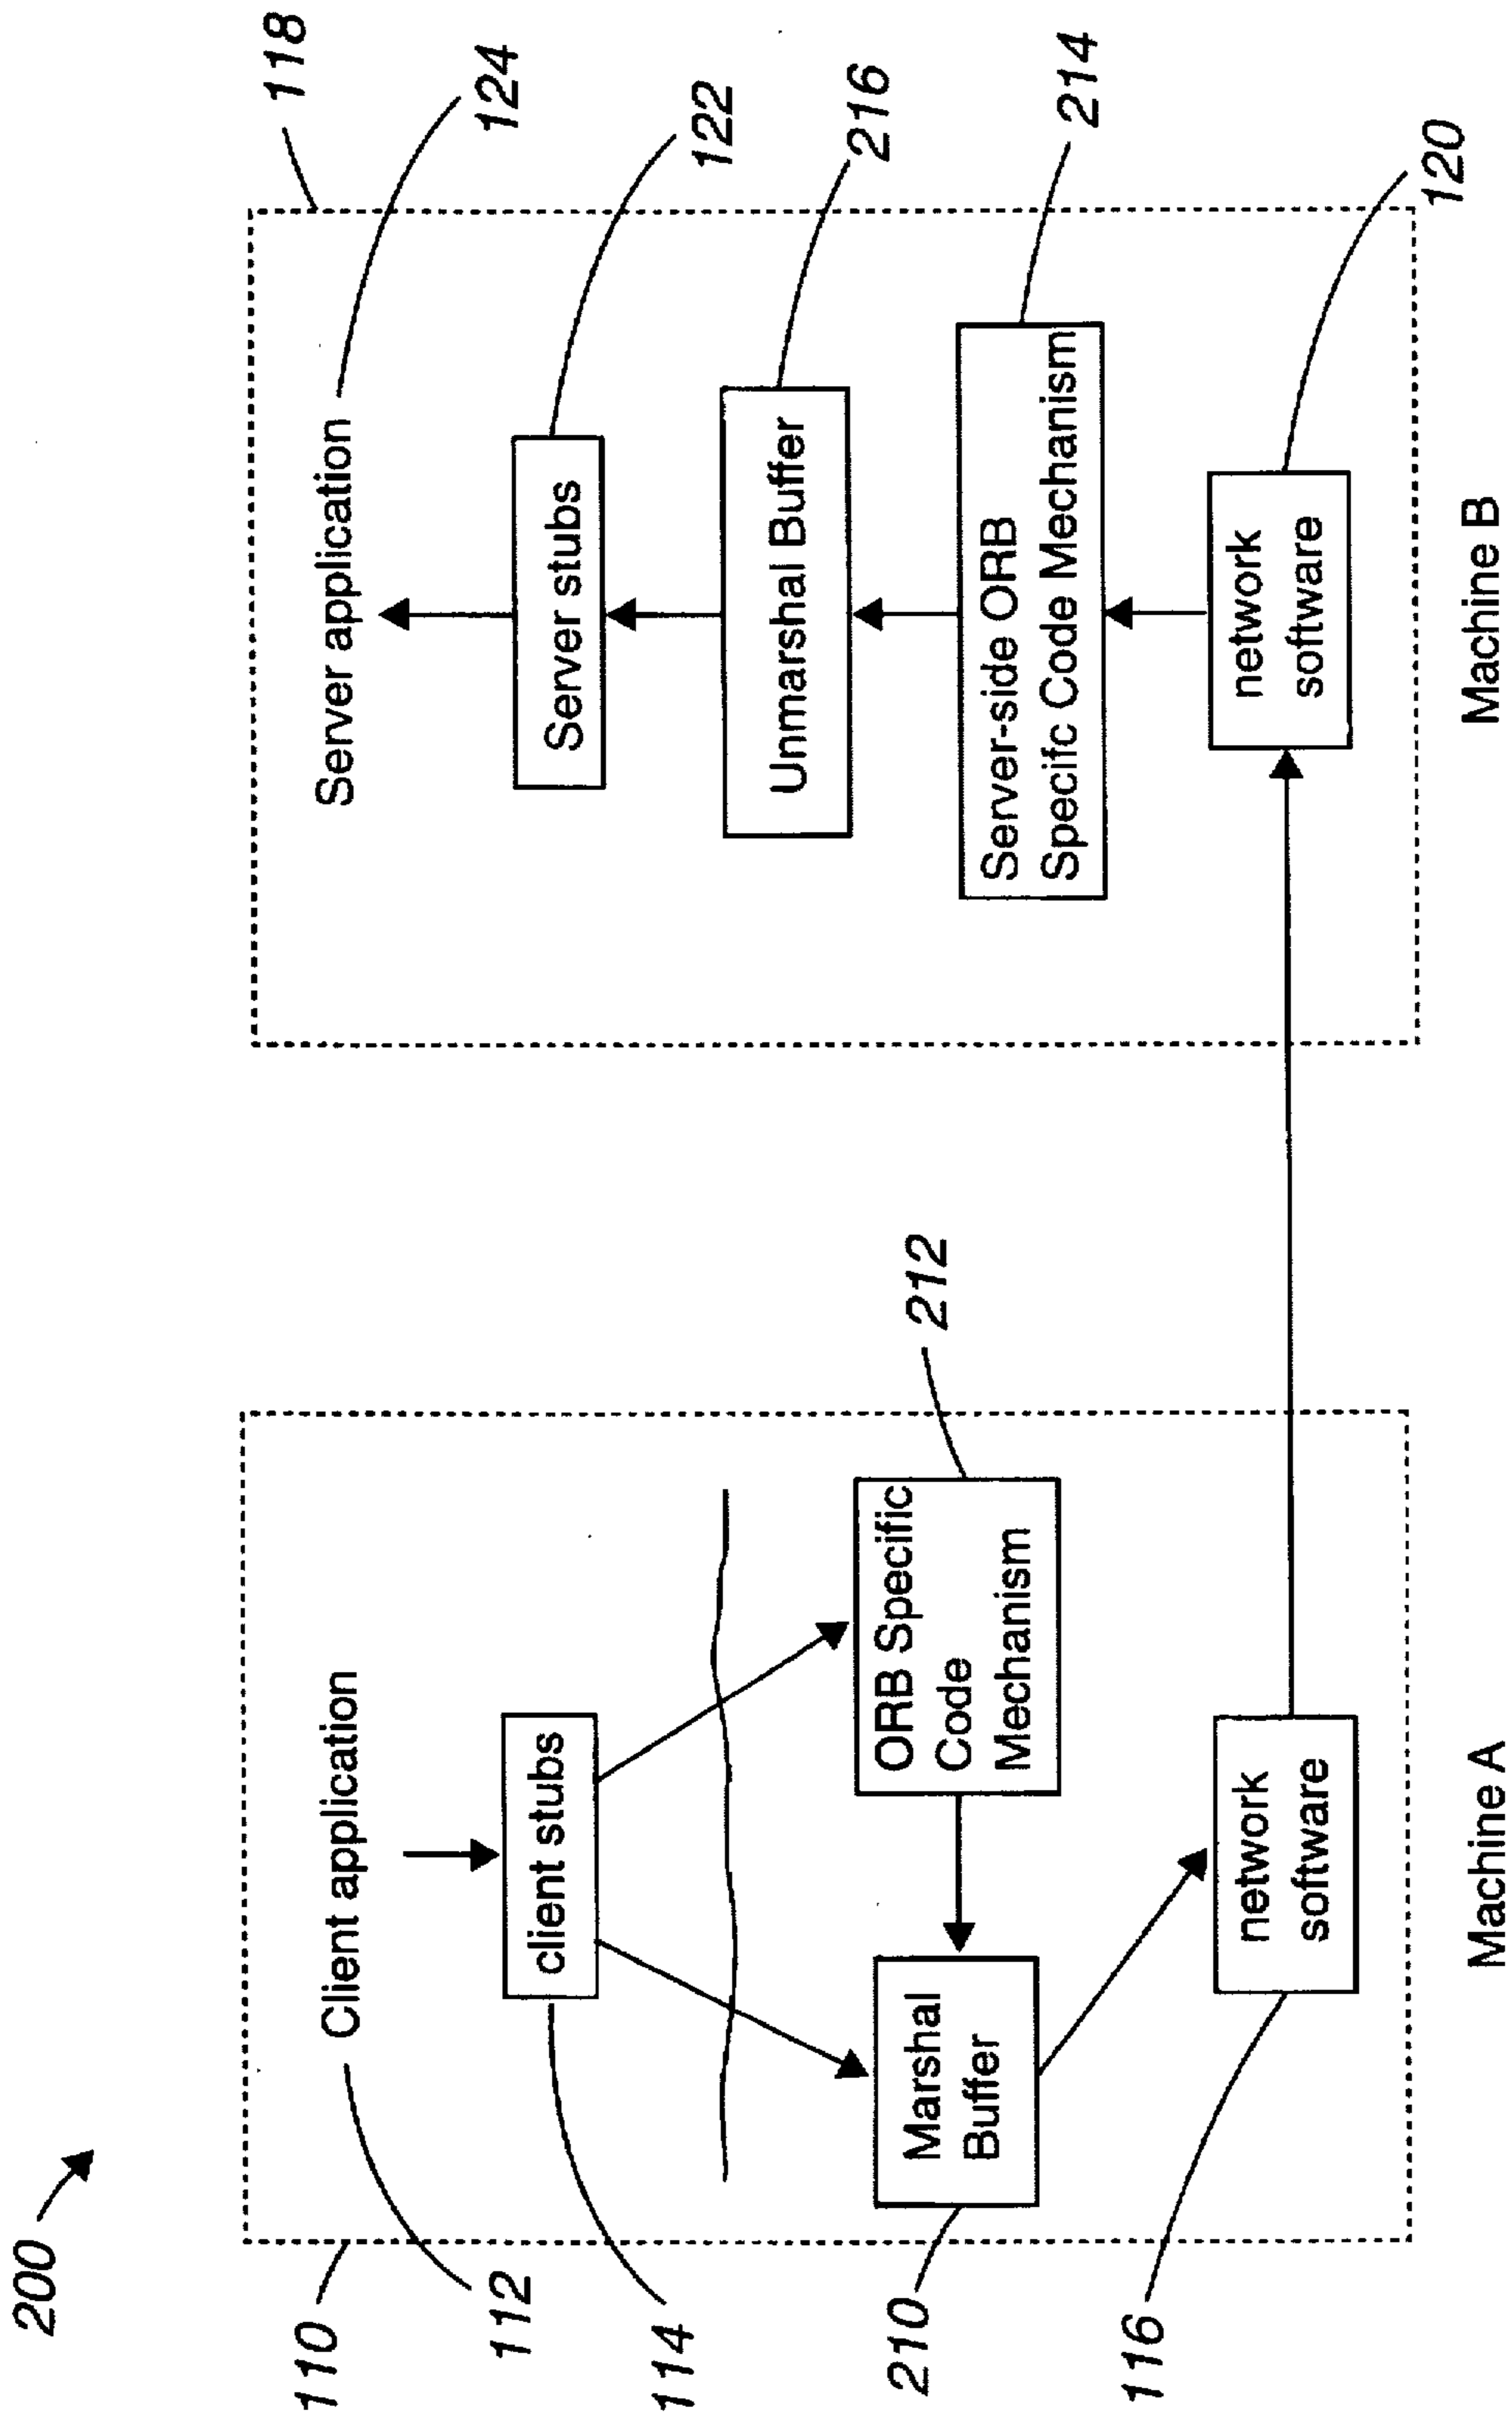 200
110
112
Client application
114
client stubs
210
Marshal
Buffer
ORB Specific
Code
Mechanism
212
116
network
software
Machine A
118
Server application
124
Server stubs
122
Unmarshal Buffer
216
Server-side ORB
Specifc Code Mechanism
214
network
software
120
Machine B